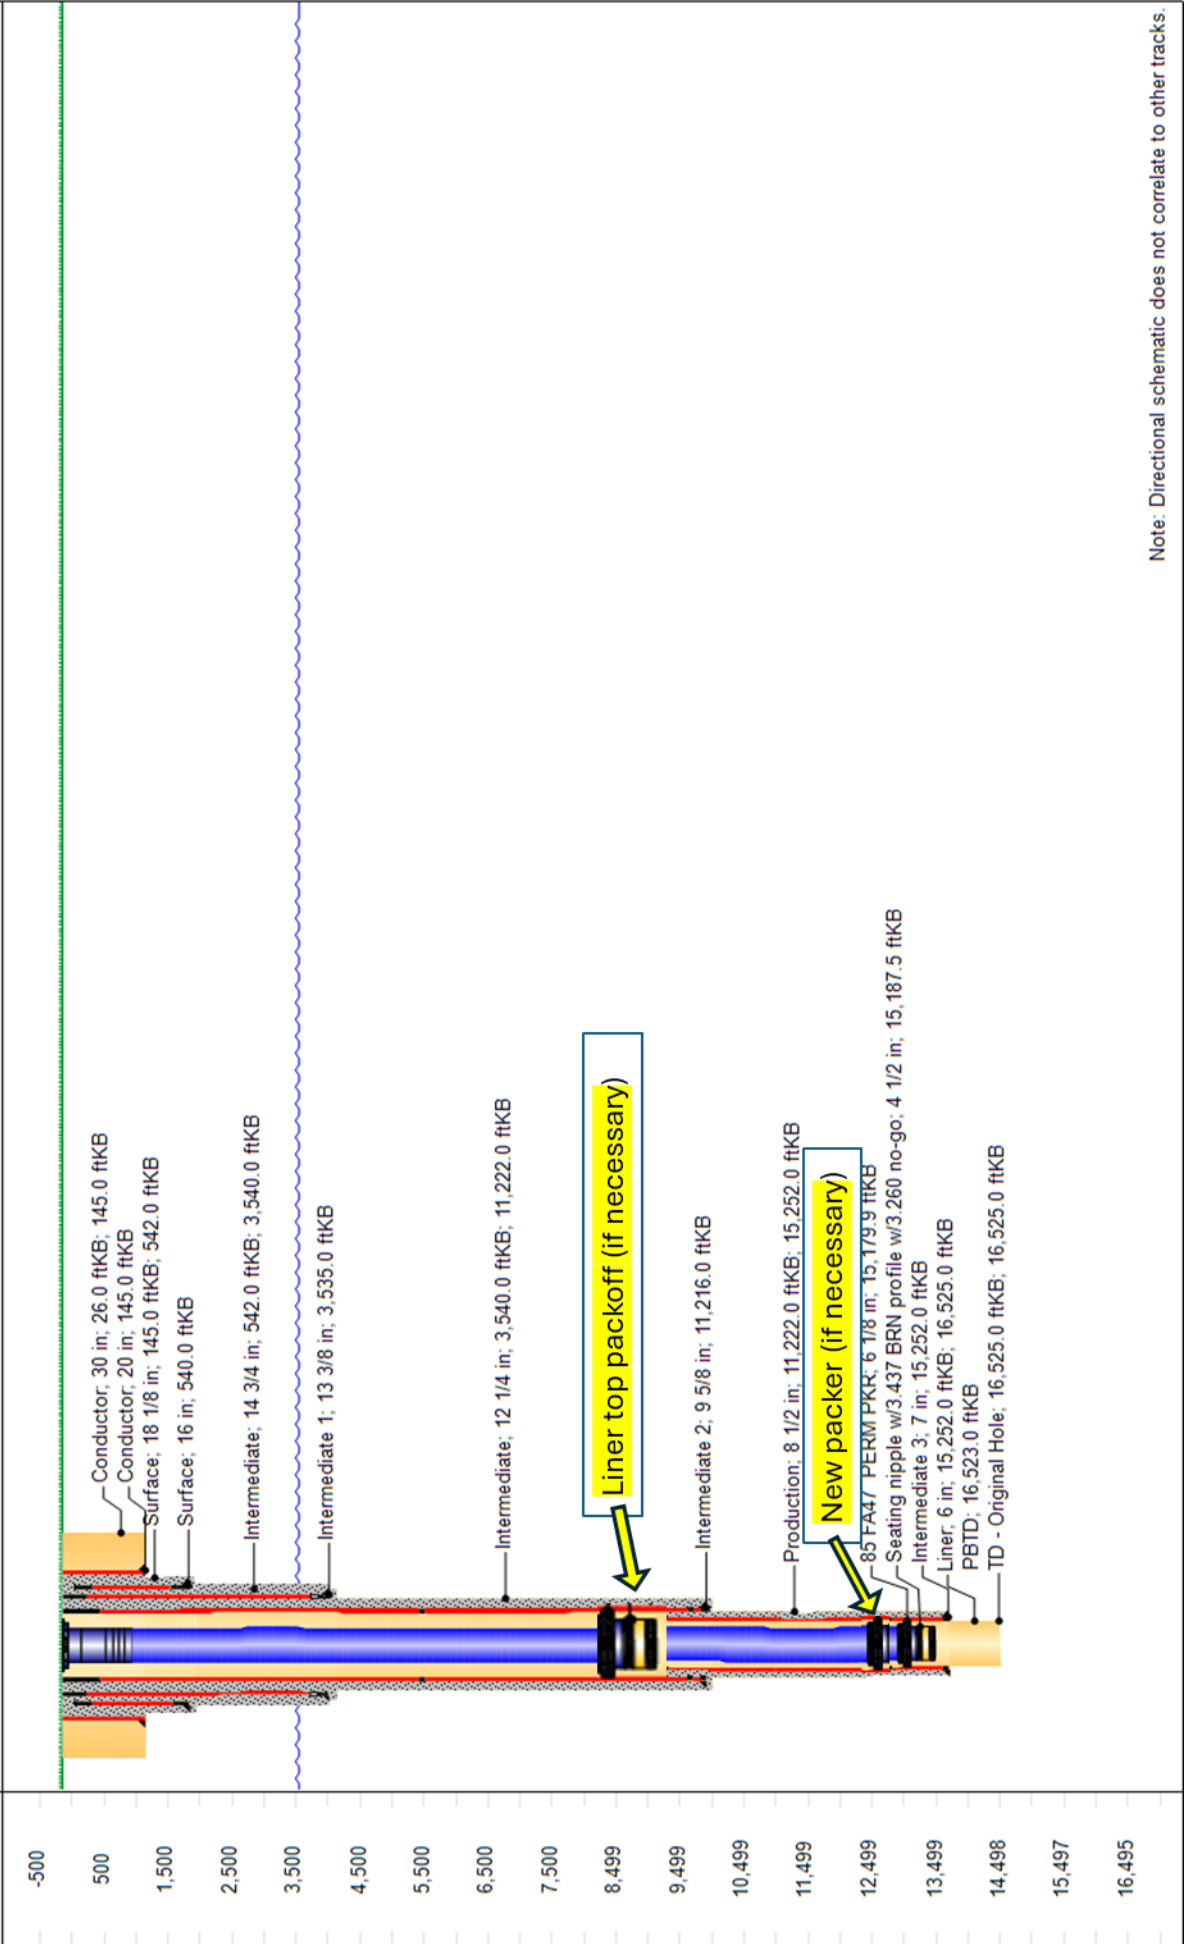 -500
500
1,500
2,500
3,500
4,500
5,500
6,500
7,500
8,499
9,499
10,499
11,499
12,499
13,499
14,498
15,497
16,495
Conductor; 30 in; 26.0 ftKB; 145.0 ftKB
Conductor; 20 in; 145.0 ftKB
Surface; 18 1/8 in; 145.0 ftKB; 542.0 ftKB
Surface; 16 in; 540.0 ftKB
Intermediate; 14 3/4 in; 542.0 ftKB; 3,540.0 ftKB
Intermediate 1; 13 3/8 in; 3,535.0 ftKB
Intermediate; 12 1/4 in; 3,540.0 ftKB; 11,222.0 ftKB
Liner top packoff (if necessary)
Intermediate 2; 9 5/8 in; 11,216.0 ftKB
Production; 8 1/2 in; 11,222.0 ftKB; 15,252.0 ftKB
New packer (if necessary)
85 FA47 PERM PKR; 6 1/8 in; 15,179.9 ftKB
Seating nipple w/3.437 BRN profile w/3.260 no-go; 4 1/2 in; 15,187.5 ftKB
Intermediate 3; 7 in; 15,252.0 ftKB
Liner; 6 in; 15,252.0 ftKB; 16,525.0 ftKB
PBTD; 16,523.0 ftKB
TD - Original Hole; 16,525.0 ftKB; 16,525.0 ftKB
Note: Directional schematic does not correlate to other tracks.